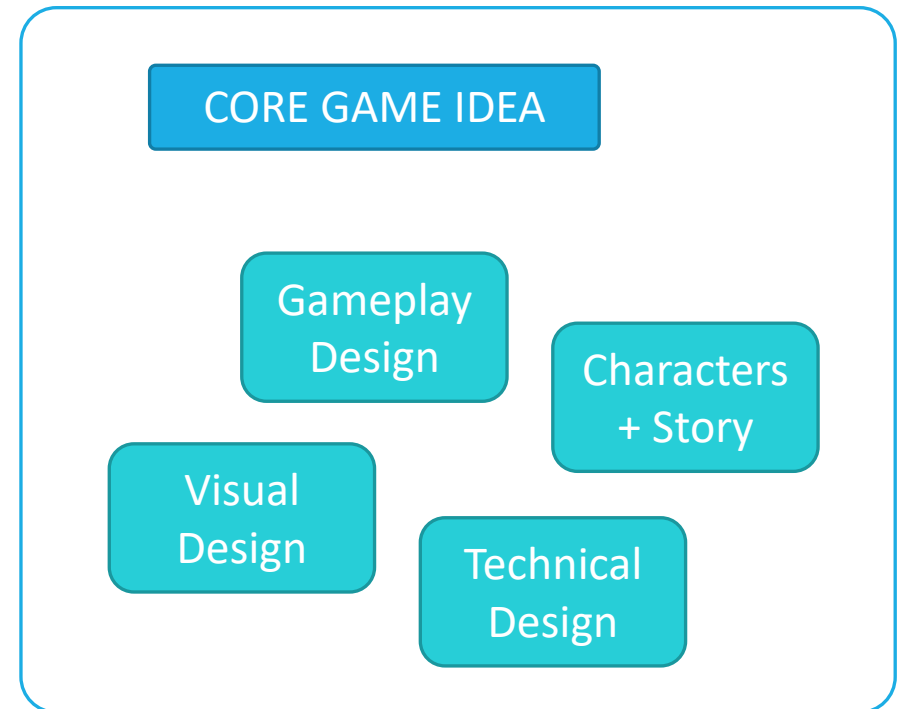 CORE GAME IDEA
Gameplay
Design
Characters
+ Story
Visual
Design
Technical
Design